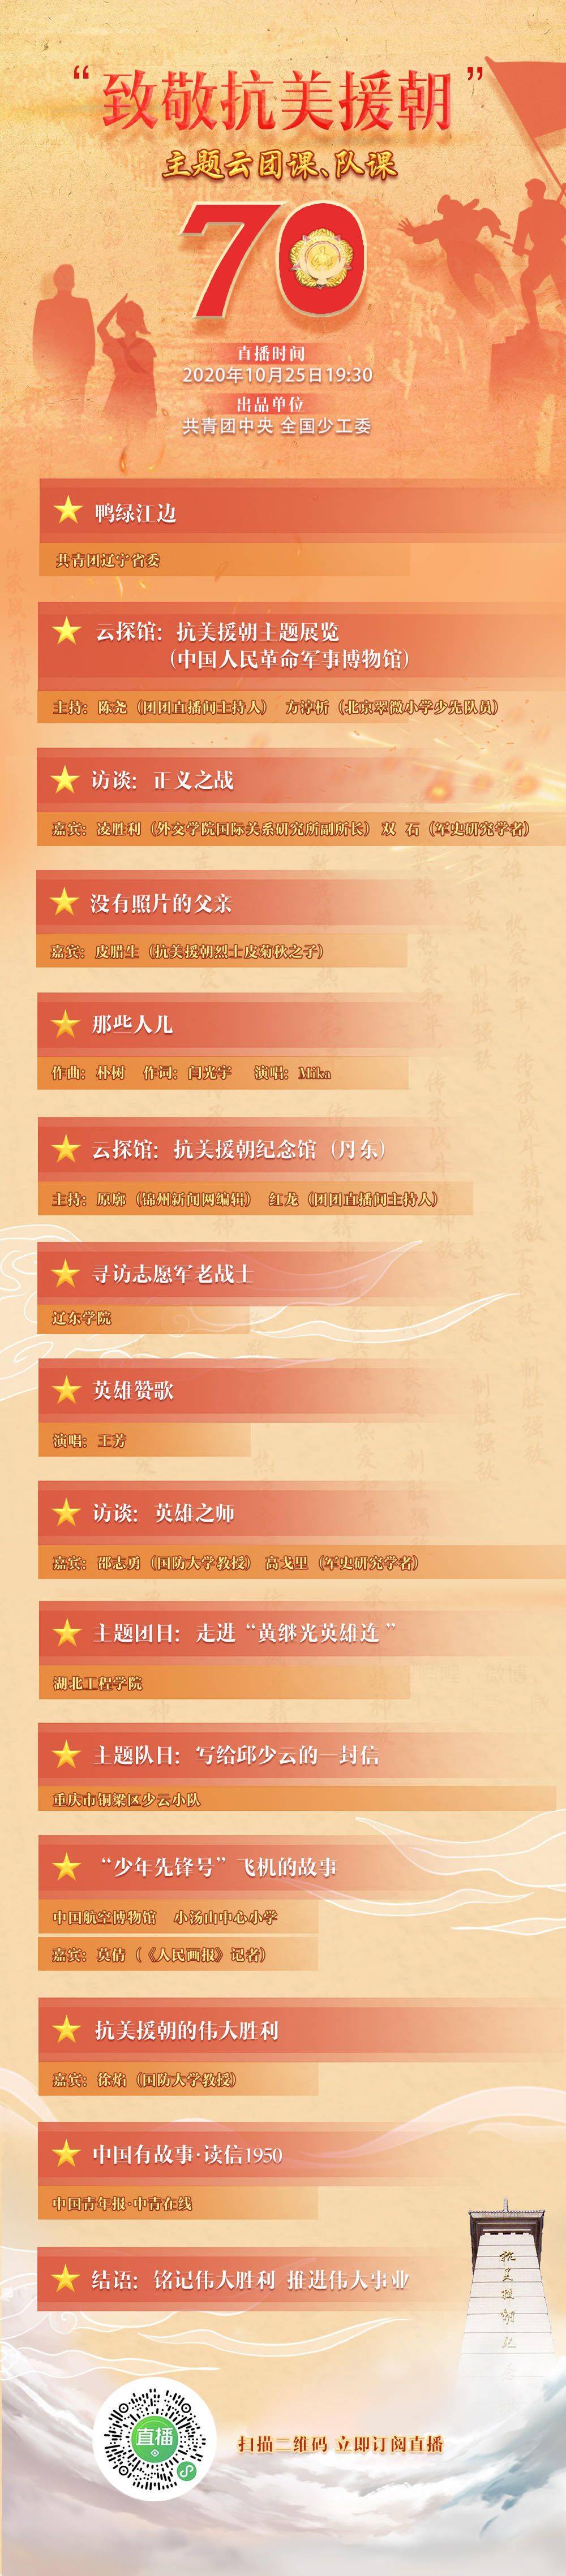 “致敬抗美援朝”
主题云团课、队课
70
直播时间
2020年10月25日19:30
出品单位
共青团中央 全国少工委
鸭绿江边
共青团辽宁省委
云探馆：抗美援朝主题展览
（中国人民革命军事博物馆）
主持：陈尧（团团直播间主持人） 方淳忻（北京翠微小学少先队员）
访谈：正义之战
嘉宾：凌胜利（外交学院国际关系研究所副所长） 双 石（军史研究学者）
没有照片的父亲
嘉宾：皮腊生（抗美援朝烈士皮菊秋之子）
那些人儿
作曲：朴树 作词：闫光宇 演唱：Mika
云探馆：抗美援朝纪念馆（丹东）
主持：原廓（锦州新闻网编辑） 红龙（团团直播间主持人）
寻访志愿军老战士
辽东学院
英雄赞歌
演唱：王芳
访谈：英雄之师
嘉宾：邵志勇（国防大学教授） 高戈里（军史研究学者）
主题团日：走进“黄继光英雄连 ”
湖北工程学院
主题队日：写给邱少云的一封信
重庆市铜梁区少云小队
“少年先锋号”飞机的故事
中国航空博物馆 小汤山中心小学
嘉宾：莫倩（《人民画报》记者）
抗美援朝的伟大胜利
嘉宾：徐焰（国防大学教授）
中国有故事·读信1950
中国青年报·中青在线
结语：铭记伟大胜利 推进伟大事业
抗美援朝纪念
直播
扫描二维码 立即订阅直播